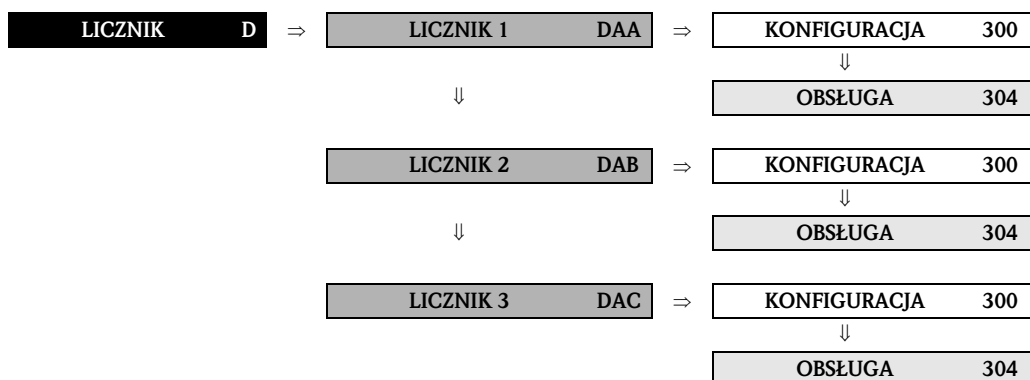 LICZNIK D ⇒ LICZNIK 1 DAA ⇒ KONFIGURACJA 300
⇓
⇓ OBSŁUGA 304
LICZNIK 2 DAB ⇒ KONFIGURACJA 300
⇓
⇓ OBSŁUGA 304
LICZNIK 3 DAC ⇒ KONFIGURACJA 300
⇓
OBSŁUGA 304